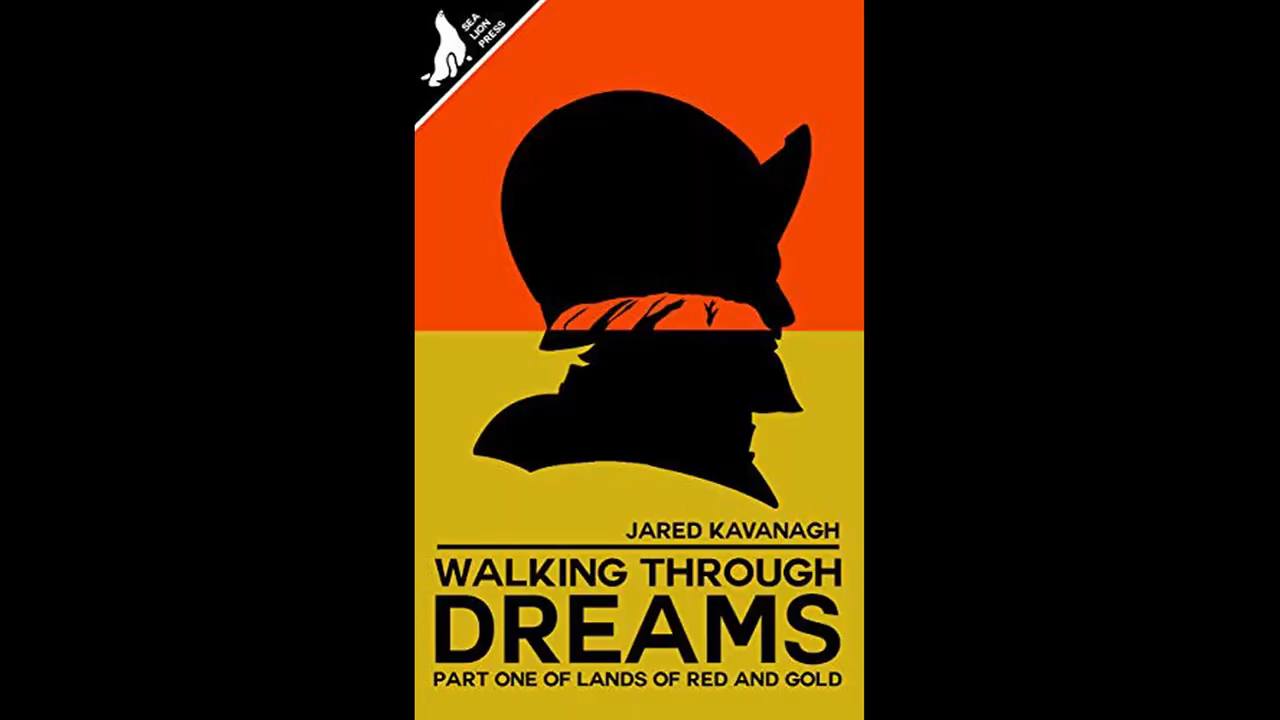 SEA
LION
PRESS
JARED KAVANAGH
WALKING THROUGH
DREAMS
PART ONE OF LANDS OF RED AND GOLD